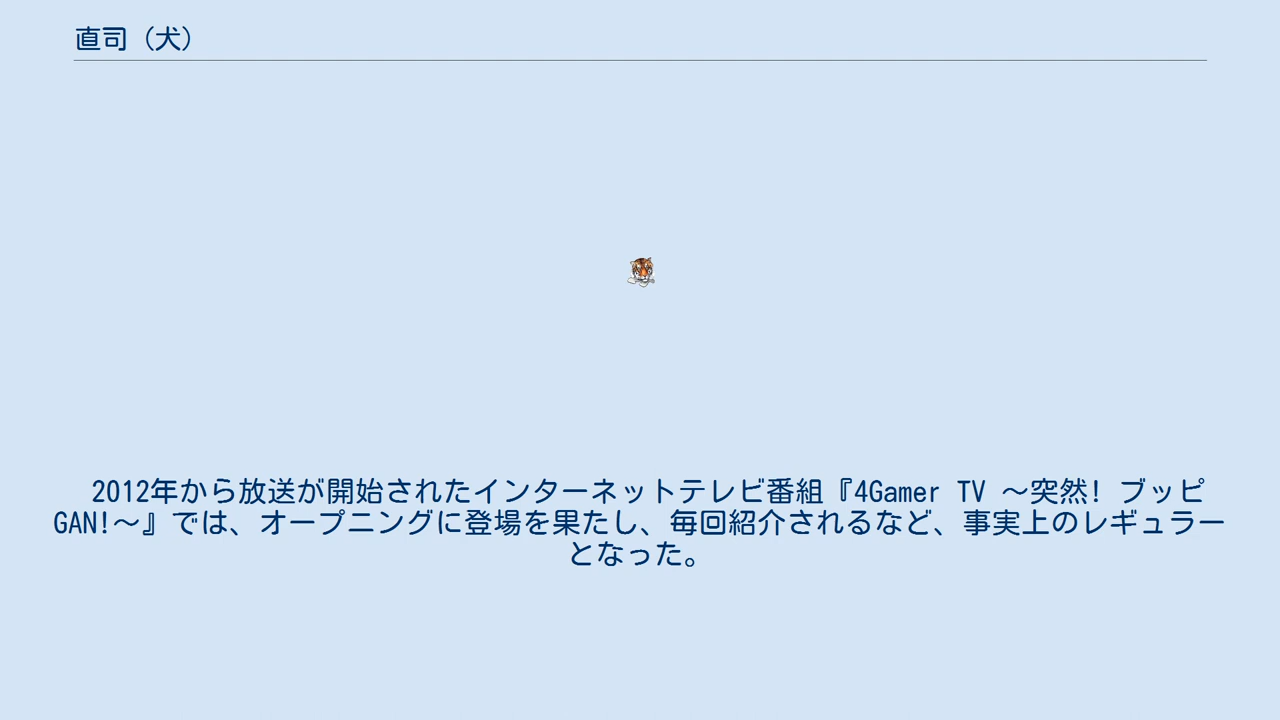 直司（犬）
2012年から放送が開始されたインターネットテレビ番組『4Gamer TV 〜突然! ブッピ
GAN!〜』では、オープニングに登場を果たし、毎回紹介されるなど、事実上のレギュラー
となった。